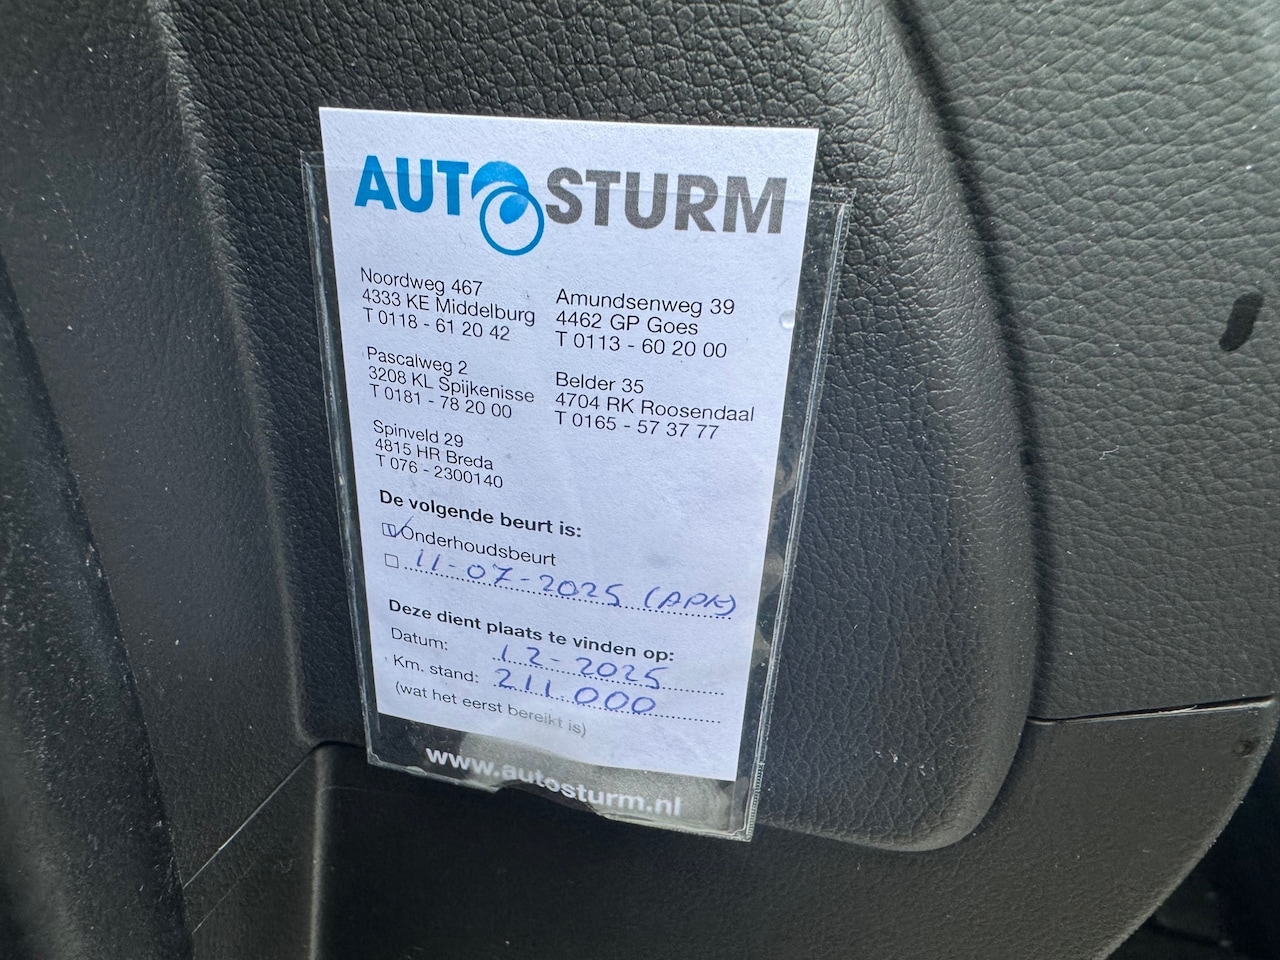 AUTO STURM
Noordweg 467
4333 KE Middelburg
T 0118 - 61 20 42
Amundsenweg 39
4462 GP Goes
T 0113 - 60 20 00
Pascalweg 2
3208 KL Spijkenisse
T 0181 - 78 20 00
Belder 35
4704 RK Roosendaal
T 0165 - 57 37 77
Spinveld 29
4815 HR Breda
T 076 - 2300140
De volgende beurt is:
Onderhoudsbeurt
11-07-2025 (APK)
Deze dient plaats te vinden op:
Datum: 12-2025
Km. stand: 211.000
(wat het eerst bereikt is)
www.autosturm.nl